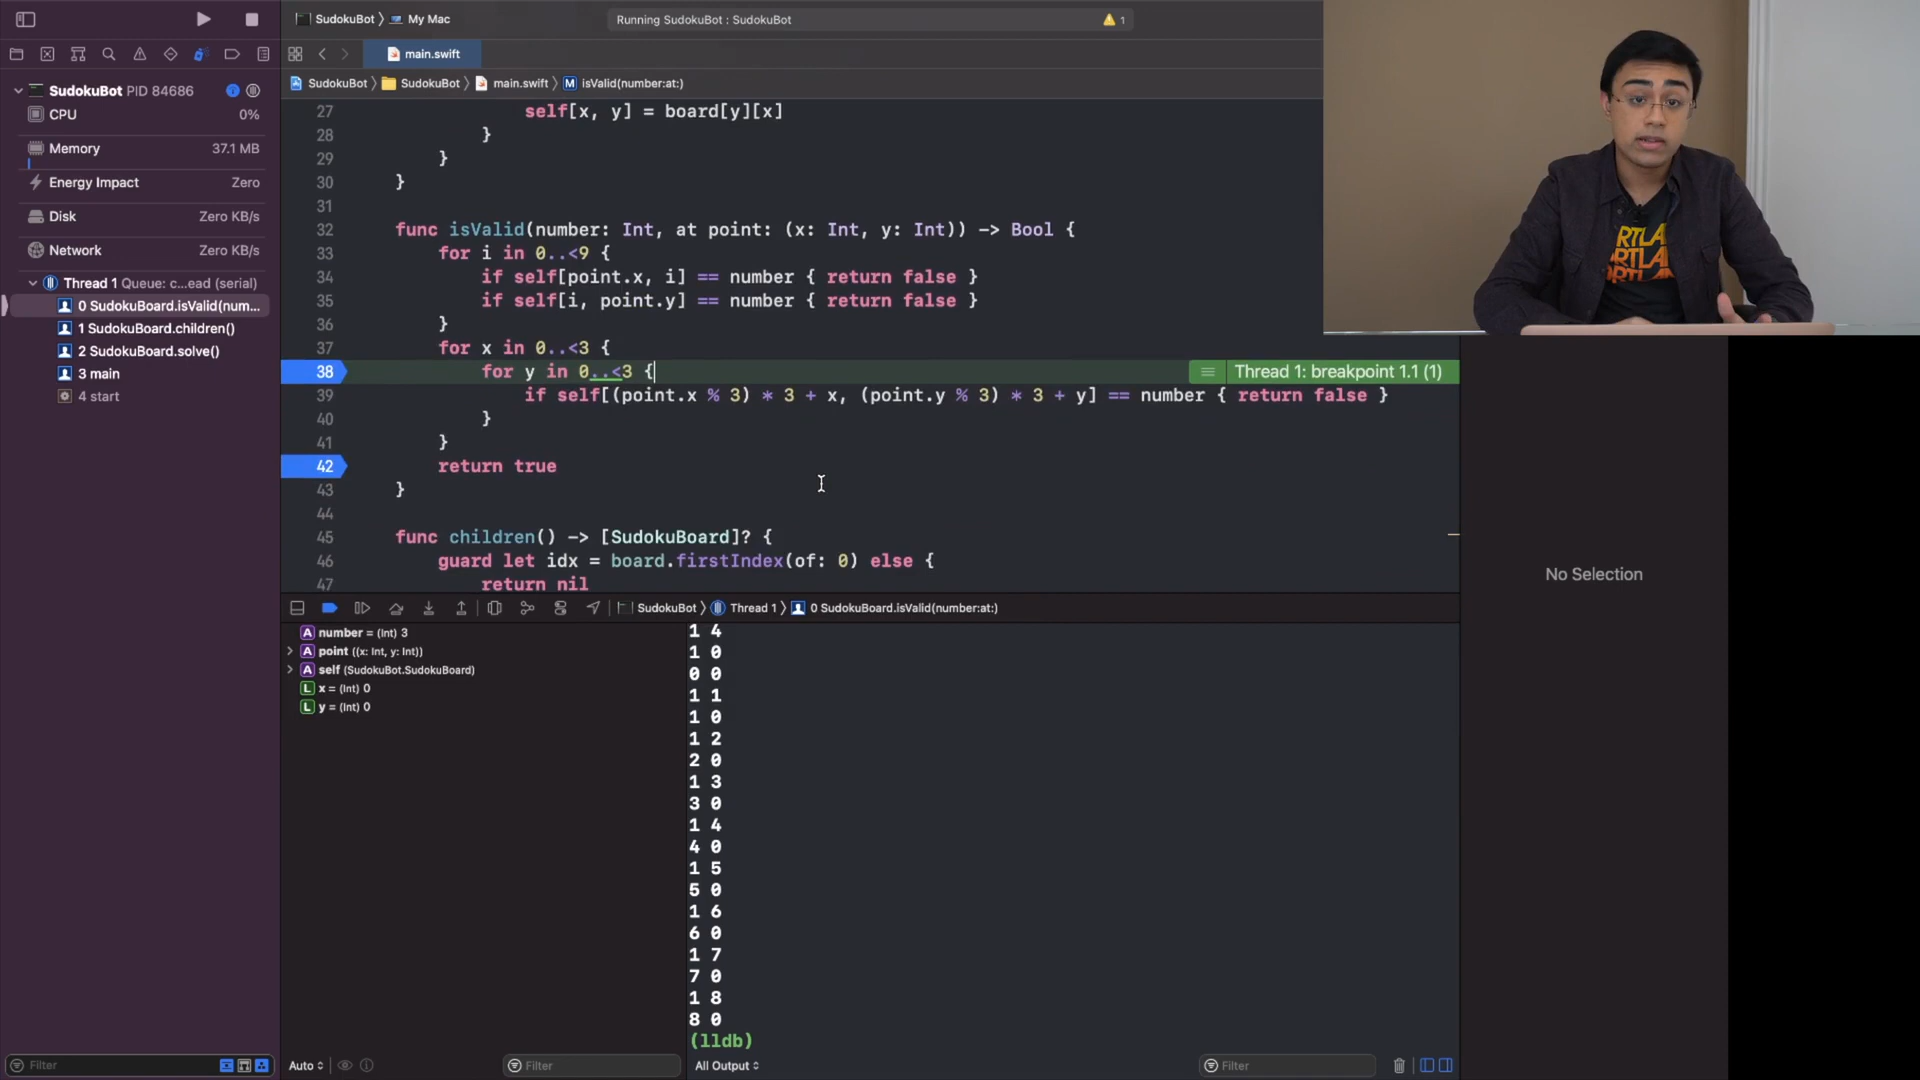 SudokuBot 〉 My Mac
Running SudokuBot : SudokuBot
1
main.swift
SudokuBot 〉 SudokuBot 〉 main.swift 〉 M isValid(number:at:)
SudokuBot PID 84686
CPU 0%
Memory 37.1 MB
Energy Impact Zero
Disk Zero KB/s
Network Zero KB/s
Thread 1 Queue: c...ead (serial)
0 SudokuBoard.isValid(num...
1 SudokuBoard.children()
2 SudokuBoard.solve()
3 main
4 start
Filter
27 self[x, y] = board[y][x]
28 }
29 }
30 }
31
32 func isValid(number: Int, at point: (x: Int, y: Int)) -> Bool {
33 for i in 0..<9 {
34 if self[point.x, i] == number { return false }
35 if self[i, point.y] == number { return false }
36 }
37 for x in 0..<3 {
38 for y in 0..<3 {
Thread 1: breakpoint 1.1 (1)
39 if self[(point.x % 3) * 3 + x, (point.y % 3) * 3 + y] == number { return false }
40 }
41 }
42 return true
43 }
44
45 func children() -> [SudokuBoard]? {
46 guard let idx = board.firstIndex(of: 0) else {
47 return nil
RTLA
ORTLAN
No Selection
SudokuBot 〉 Thread 1 〉 0 SudokuBoard.isValid(number:at:)
A number = (Int) 3
A point ((x: Int, y: Int))
A self (SudokuBot.SudokuBoard)
L x = (Int) 0
L y = (Int) 0
1 4
1 0
0 0
1 1
1 0
1 2
2 0
1 3
3 0
1 4
4 0
1 5
5 0
1 6
6 0
1 7
7 0
1 8
8 0
(lldb)
Auto
Filter
All Output
Filter